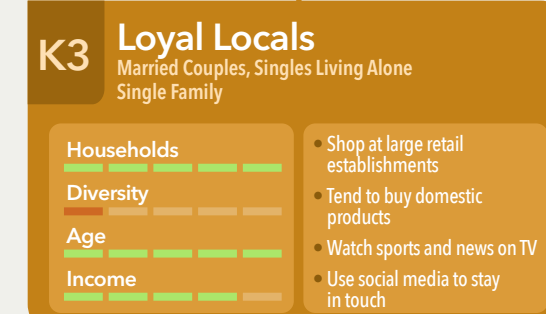 K3
Loyal Locals
Married Couples, Singles Living Alone
Single Family
Households
Diversity
Age
Income
• Shop at large retail
establishments
• Tend to buy domestic
products
• Watch sports and news on TV
• Use social media to stay
in touch